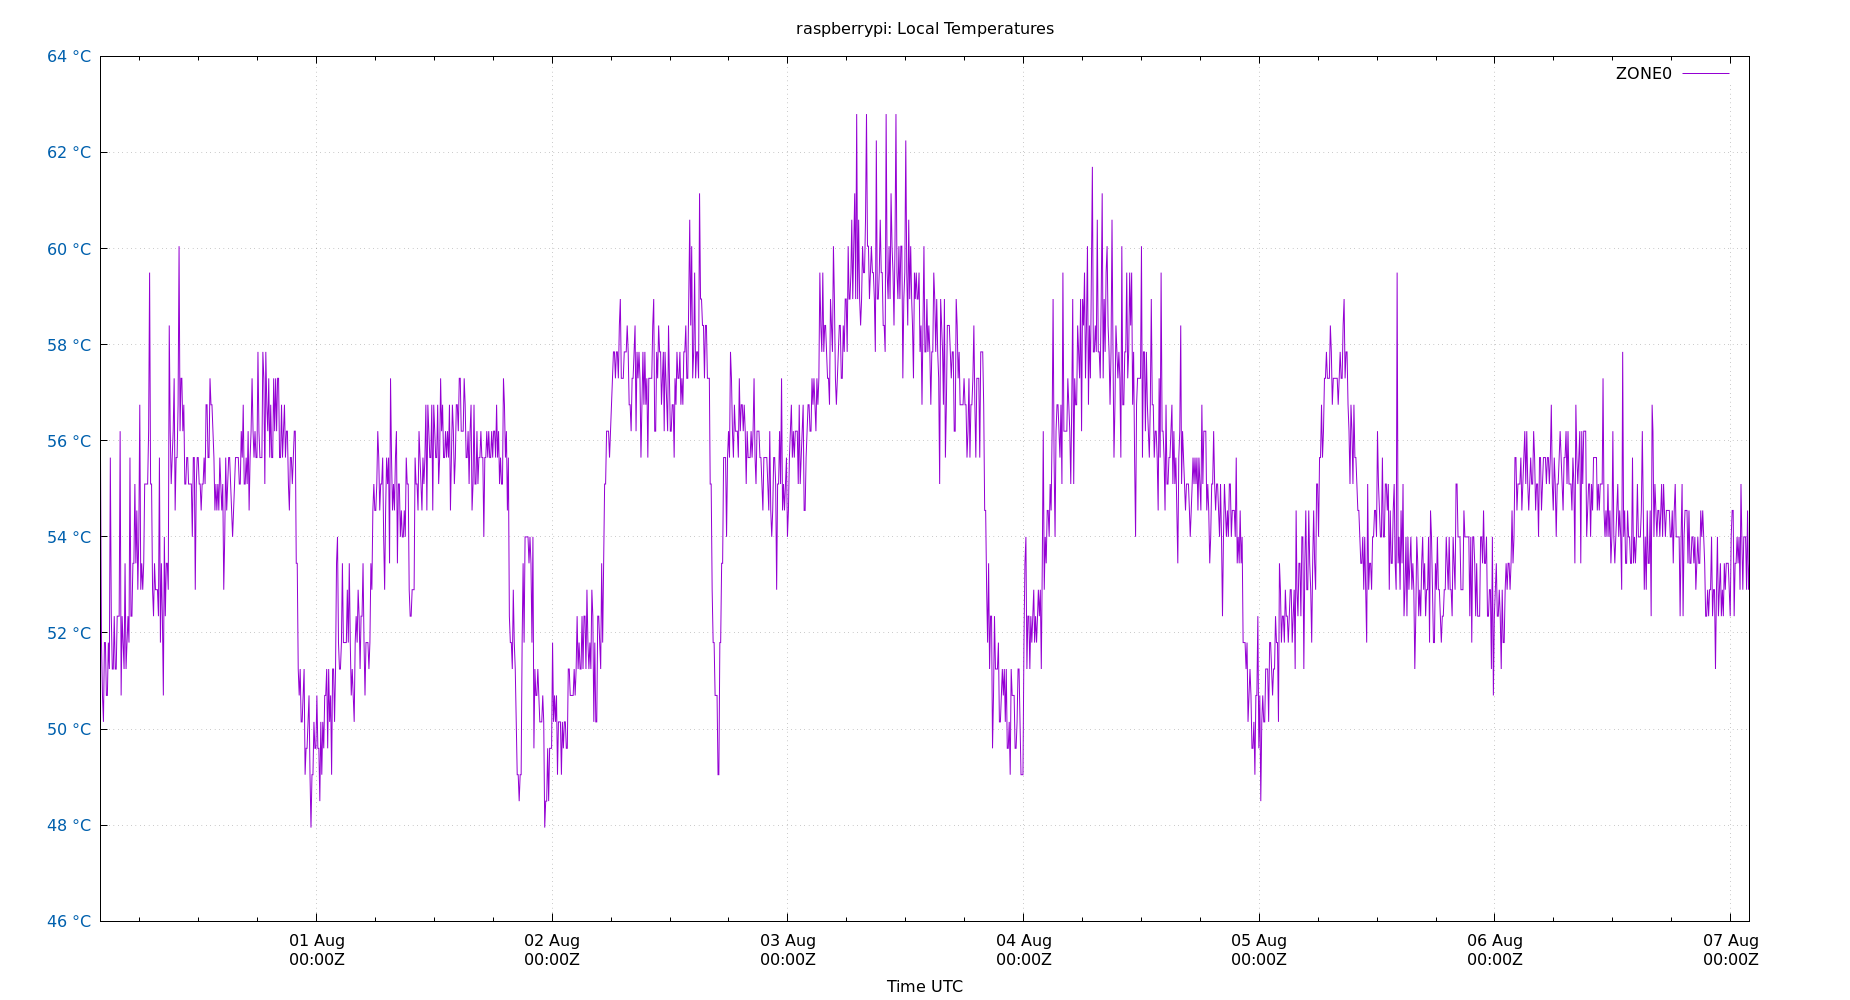 raspberrypi: Local Temperatures
64 °C
ZONE0
62 °C
60 °C
58 °C
56 °C
54 °C
52 °C
50 °C
48 °C
46 °C
01 Aug 02 Aug 03 Aug 04 Aug 05 Aug 06 Aug 07 Aug
00:00Z 00:00Z 00:00Z 00:00Z 00:00Z 00:00Z 00:00Z
Time UTC